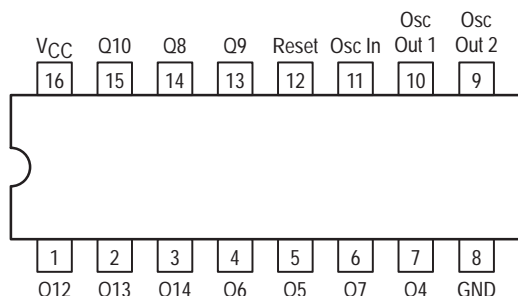 Osc Osc
VCC Q10 Q8 Q9 Reset Osc In Out 1 Out 2
16 15 14 13 12 11 10 9
1 2 3 4 5 6 7 8
Q12 Q13 Q14 Q6 Q5 Q7 Q4 GND